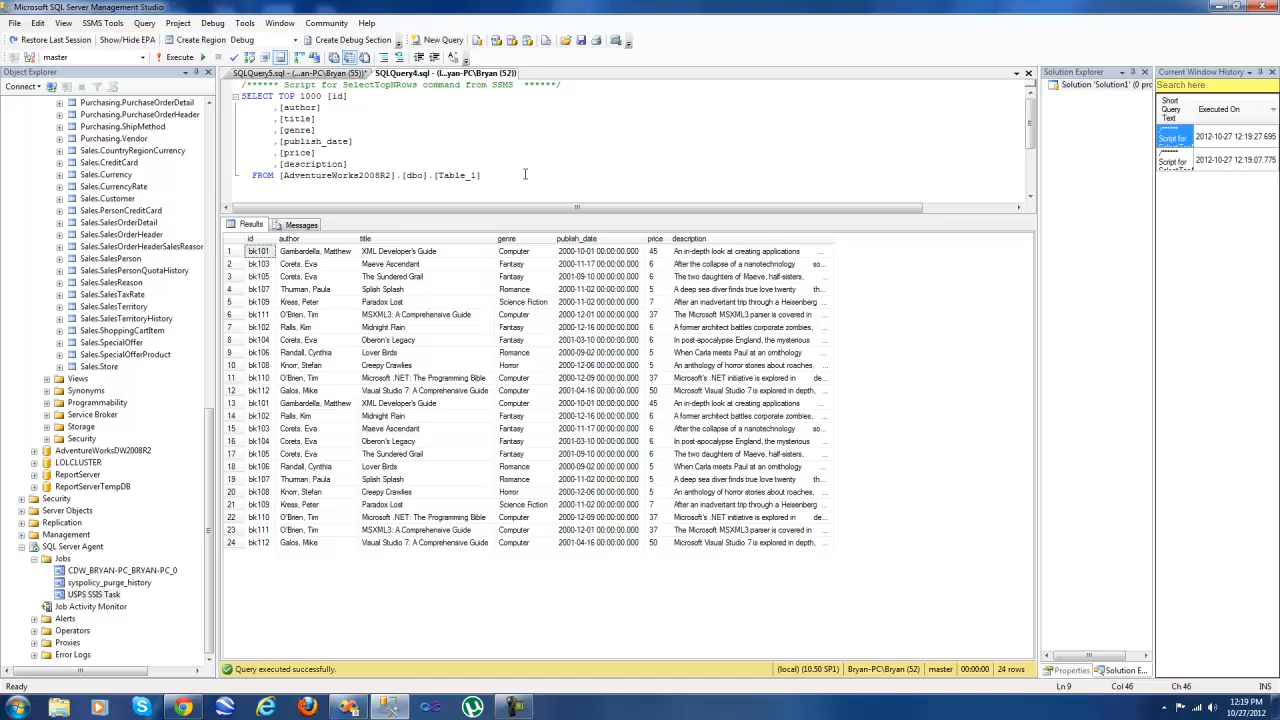 Microsoft SQL Server Management Studio
File Edit View SSMS Tools Query Project Debug Tools Window Community Help
Restore Last Session Show/Hide EPA Create Region Debug Create Debug Section New Query
master Execute
Object Explorer
Connect
Purchasing.PurchaseOrderDetail
Purchasing.PurchaseOrderHeader
Purchasing.ShipMethod
Purchasing.Vendor
Sales.CountryRegionCurrency
Sales.CreditCard
Sales.Currency
Sales.CurrencyRate
Sales.Customer
Sales.PersonCreditCard
Sales.SalesOrderDetail
Sales.SalesOrderHeader
Sales.SalesOrderHeaderSalesReason
Sales.SalesPerson
Sales.SalesPersonQuotaHistory
Sales.SalesReason
Sales.SalesTaxRate
Sales.SalesTerritory
Sales.SalesTerritoryHistory
Sales.ShoppingCartItem
Sales.SpecialOffer
Sales.SpecialOfferProduct
Sales.Store
Views
Synonyms
Programmability
Service Broker
Storage
Security
AdventureWorksDW2008R2
LOLCLUSTER
ReportServer
ReportServerTempDB
Security
Server Objects
Replication
Management
SQL Server Agent
Jobs
CDW_BRYAN-PC_BRYAN-PC_0
syspolicy_purge_history
USPS SSIS Task
Job Activity Monitor
Alerts
Operators
Proxies
Error Logs
SQLQuery5.sql - (...an-PC\Bryan (55))* SQLQuery4.sql - (l...yan-PC\Bryan (52))
/****** Script for SelectTopNRows command from SSMS ******/
SELECT TOP 1000 [id]
,[author]
,[title]
,[genre]
,[publish_date]
,[price]
,[description]
FROM [AdventureWorks2008R2].[dbo].[Table_1]
Results Messages
id author title genre publish_date price description
1 bk101 Gambardella, Matthew XML Developer's Guide Computer 2000-10-01 00:00:00.000 45 An in-depth look at creating applications ...
2 bk103 Corets, Eva Maeve Ascendant Fantasy 2000-11-17 00:00:00.000 6 After the collapse of a nanotechnology so...
3 bk105 Corets, Eva The Sundered Grail Fantasy 2001-09-10 00:00:00.000 6 The two daughters of Maeve, half-sisters, ...
4 bk107 Thurman, Paula Splish Splash Romance 2000-11-02 00:00:00.000 5 A deep sea diver finds true love twenty th...
5 bk109 Kress, Peter Paradox Lost Science Fiction 2000-11-02 00:00:00.000 7 After an inadvertant trip through a Heisenberg ...
6 bk111 O'Brien, Tim MSXML3: A Comprehensive Guide Computer 2000-12-01 00:00:00.000 37 The Microsoft MSXML3 parser is covered in ...
7 bk102 Ralls, Kim Midnight Rain Fantasy 2000-12-16 00:00:00.000 6 A former architect battles corporate zombies, ...
8 bk104 Corets, Eva Oberon's Legacy Fantasy 2001-03-10 00:00:00.000 6 In post-apocalypse England, the mysterious ...
9 bk106 Randall, Cynthia Lover Birds Romance 2000-09-02 00:00:00.000 5 When Carla meets Paul at an ornithology ...
10 bk108 Knorr, Stefan Creepy Crawlies Horror 2000-12-06 00:00:00.000 5 An anthology of horror stories about roaches, ...
11 bk110 O'Brien, Tim Microsoft .NET: The Programming Bible Computer 2000-12-09 00:00:00.000 37 Microsoft's .NET initiative is explored in de...
12 bk112 Galos, Mike Visual Studio 7: A Comprehensive Guide Computer 2001-04-16 00:00:00.000 50 Microsoft Visual Studio 7 is explored in depth, ...
13 bk101 Gambardella, Matthew XML Developer's Guide Computer 2000-10-01 00:00:00.000 45 An in-depth look at creating applications ...
14 bk102 Ralls, Kim Midnight Rain Fantasy 2000-12-16 00:00:00.000 6 A former architect battles corporate zombies, ...
15 bk103 Corets, Eva Maeve Ascendant Fantasy 2000-11-17 00:00:00.000 6 After the collapse of a nanotechnology so...
16 bk104 Corets, Eva Oberon's Legacy Fantasy 2001-03-10 00:00:00.000 6 In post-apocalypse England, the mysterious ...
17 bk105 Corets, Eva The Sundered Grail Fantasy 2001-09-10 00:00:00.000 6 The two daughters of Maeve, half-sisters, ...
18 bk106 Randall, Cynthia Lover Birds Romance 2000-09-02 00:00:00.000 5 When Carla meets Paul at an ornithology ...
19 bk107 Thurman, Paula Splish Splash Romance 2000-11-02 00:00:00.000 5 A deep sea diver finds true love twenty th...
20 bk108 Knorr, Stefan Creepy Crawlies Horror 2000-12-06 00:00:00.000 5 An anthology of horror stories about roaches, ...
21 bk109 Kress, Peter Paradox Lost Science Fiction 2000-11-02 00:00:00.000 7 After an inadvertant trip through a Heisenberg ...
22 bk110 O'Brien, Tim Microsoft .NET: The Programming Bible Computer 2000-12-09 00:00:00.000 37 Microsoft's .NET initiative is explored in de...
23 bk111 O'Brien, Tim MSXML3: A Comprehensive Guide Computer 2000-12-01 00:00:00.000 37 The Microsoft MSXML3 parser is covered in ...
24 bk112 Galos, Mike Visual Studio 7: A Comprehensive Guide Computer 2001-04-16 00:00:00.000 50 Microsoft Visual Studio 7 is explored in depth, ...
Query executed successfully. (local) (10.50 SP1) Bryan-PC\Bryan (52) master 00:00:00 24 rows
Solution Explorer
Solution 'Solution1' (0 pro
Properties Solution E...
Current Window History
Search from
Short Query Text Executed On
/****** Script for 2012-10-27 12:19:27.695
/****** Script for SelectTo 2012-10-27 12:19:07.775
Ready Ln 9 Col 46 Ch 46 INS
12:19 PM
10/27/2012